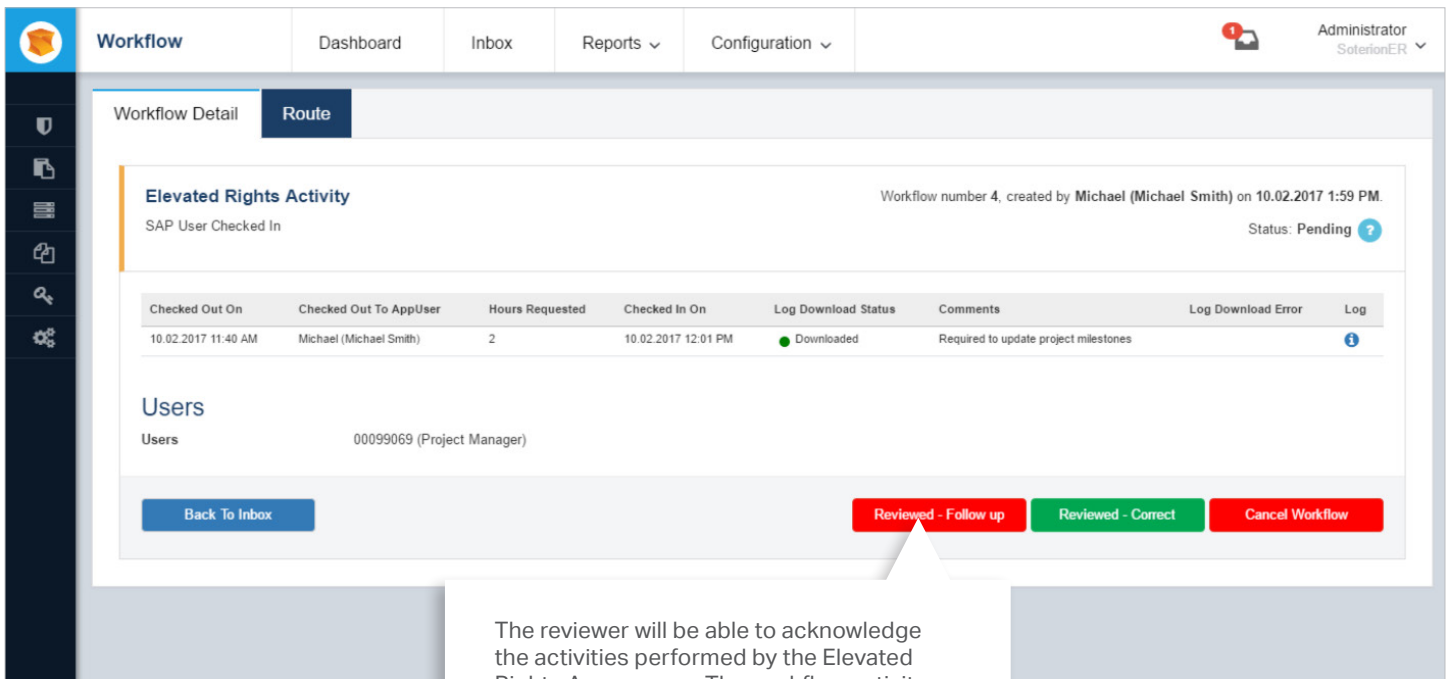 Workflow
Dashboard
Inbox
Reports
Configuration
1
Administrator
SoterionER
Workflow Detail
Route
Elevated Rights Activity
Workflow number 4, created by Michael (Michael Smith) on 10.02.2017 1:59 PM.
SAP User Checked In
Status: Pending ?
Checked Out On Checked Out To AppUser Hours Requested Checked In On Log Download Status Comments Log Download Error Log
10.02.2017 11:40 AM Michael (Michael Smith) 2 10.02.2017 12:01 PM Downloaded Required to update project milestones
Users
Users 00099069 (Project Manager)
Back To Inbox
Reviewed - Follow up
Reviewed - Correct
Cancel Workflow
The reviewer will be able to acknowledge
the activities performed by the Elevated